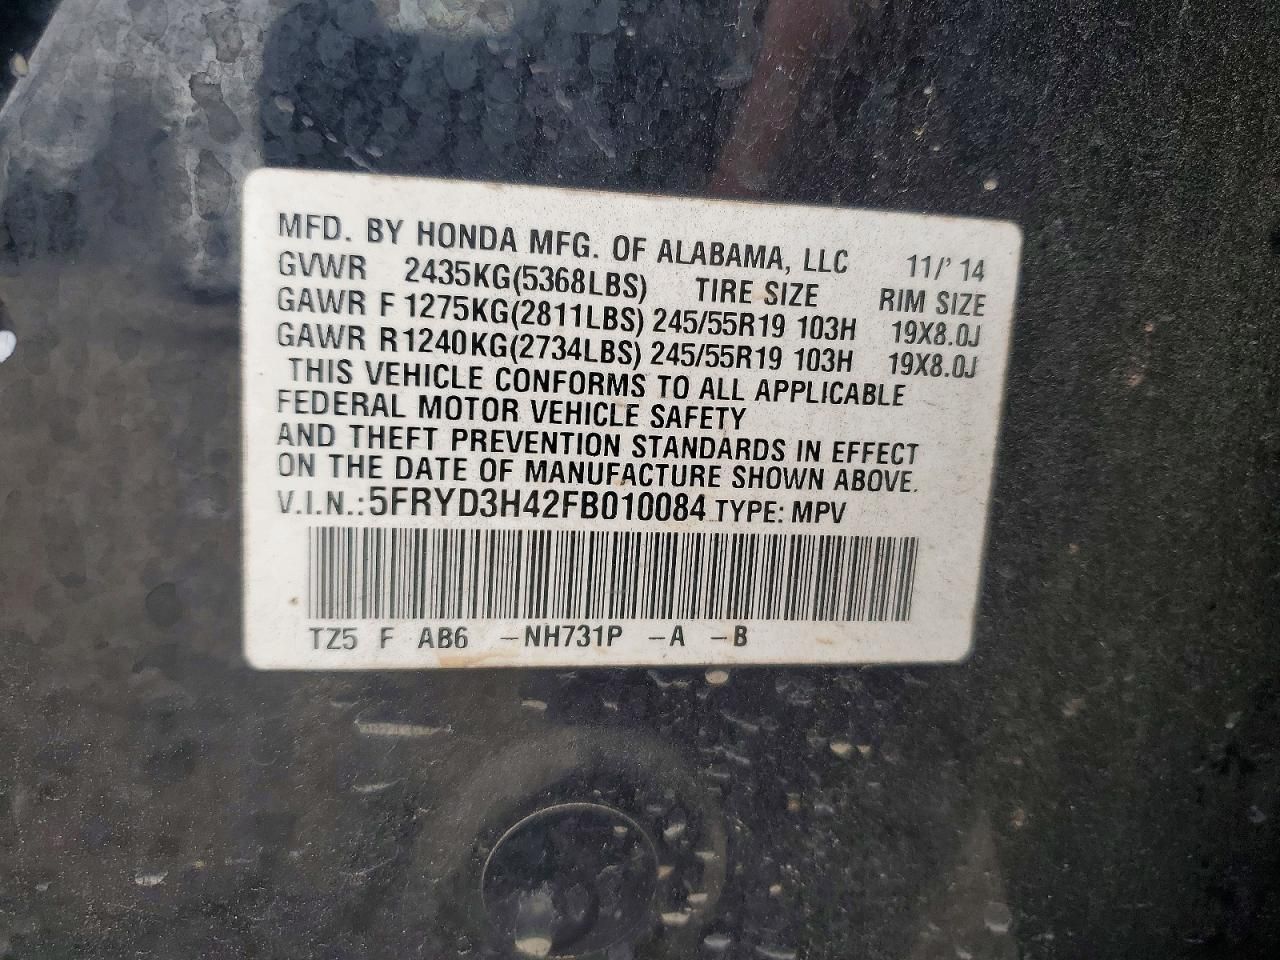 MFD. BY HONDA MFG. OF ALABAMA, LLC 11/' 14
GVWR 2435KG(5368LBS) TIRE SIZE RIM SIZE
GAWR F 1275KG(2811LBS) 245/55R19 103H 19X8.0J
GAWR R1240KG(2734LBS) 245/55R19 103H 19X8.0J
THIS VEHICLE CONFORMS TO ALL APPLICABLE
FEDERAL MOTOR VEHICLE SAFETY
AND THEFT PREVENTION STANDARDS IN EFFECT
ON THE DATE OF MANUFACTURE SHOWN ABOVE.
V.I.N.:5FRYD3H42FB010084 TYPE: MPV
TZ5 F AB6 -NH731P -A -B